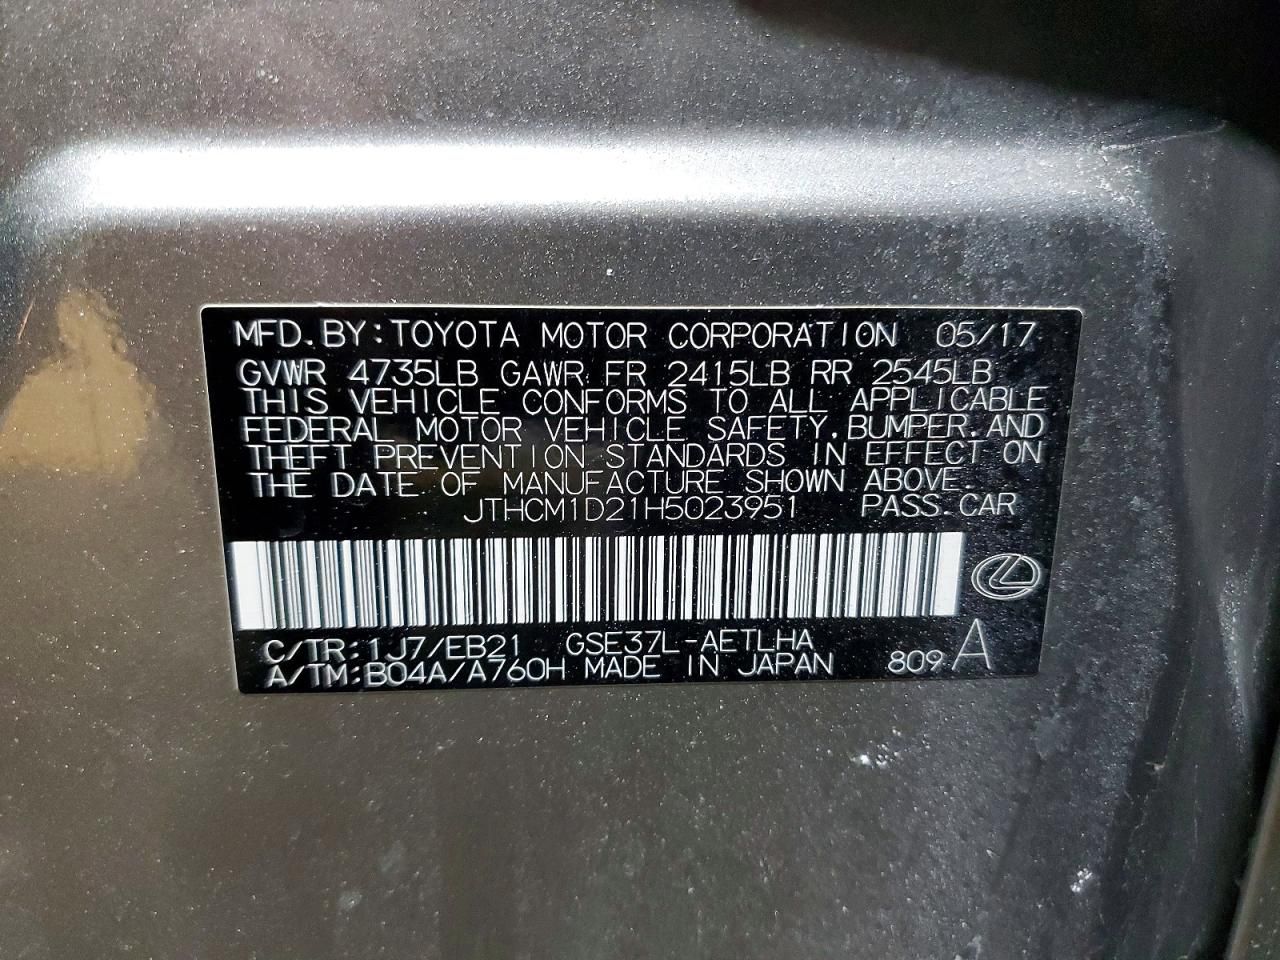 MFD. BY: TOYOTA MOTOR CORPORATION 05/17
GVWR 4735LB GAWR FR 2415LB RR 2545LB
THIS VEHICLE CONFORMS TO ALL APPLICABLE
FEDERAL MOTOR VEHICLE SAFETY, BUMPER, AND
THEFT PREVENTION STANDARDS IN EFFECT ON
THE DATE OF MANUFACTURE SHOWN ABOVE.
JTHCM1D21H5023951 PASS. CAR
C/TR: 1J7/EB21 GSE37L-AETLHA
A/TM: B04A/A760H MADE IN JAPAN 809 A